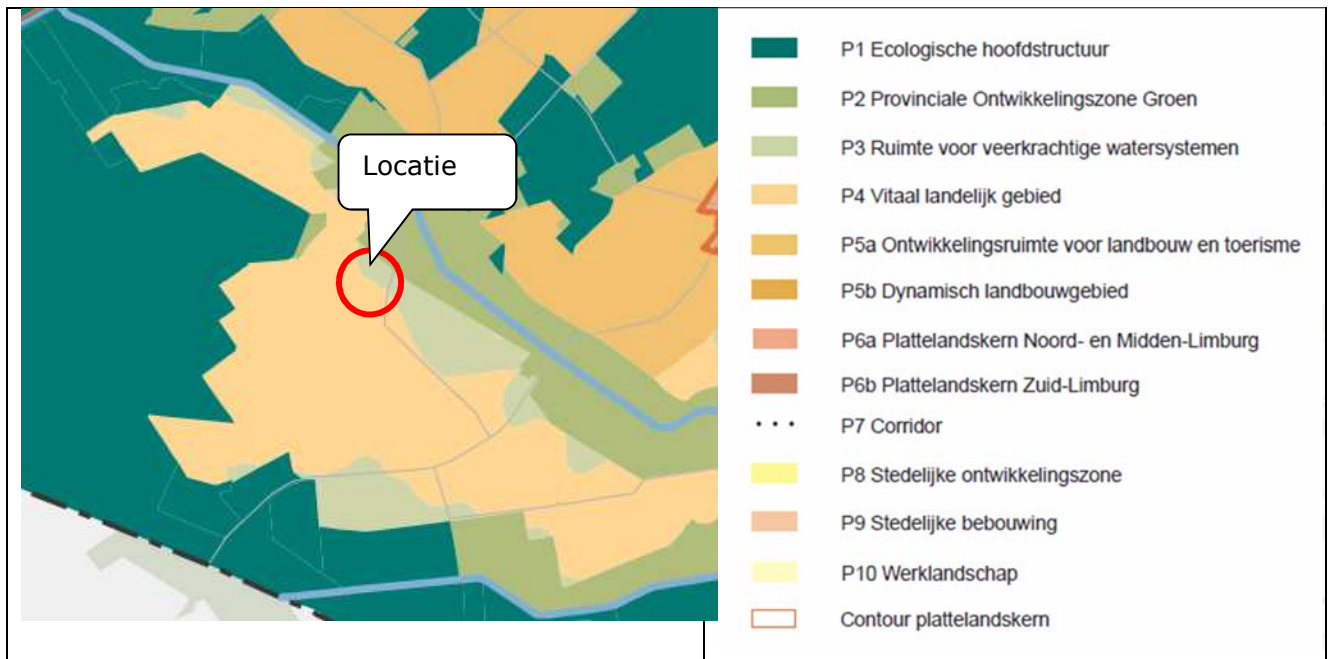 Locatie
P1 Ecologische hoofdstructuur
P2 Provinciale Ontwikkelingszone Groen
P3 Ruimte voor veerkrachtige watersystemen
P4 Vitaal landelijk gebied
P5a Ontwikkelingsruimte voor landbouw en toerisme
P5b Dynamisch landbouwgebied
P6a Plattelandskern Noord- en Midden-Limburg
P6b Plattelandskern Zuid-Limburg
P7 Corridor
P8 Stedelijke ontwikkelingszone
P9 Stedelijke bebouwing
P10 Werklandschap
Contour plattelandskern